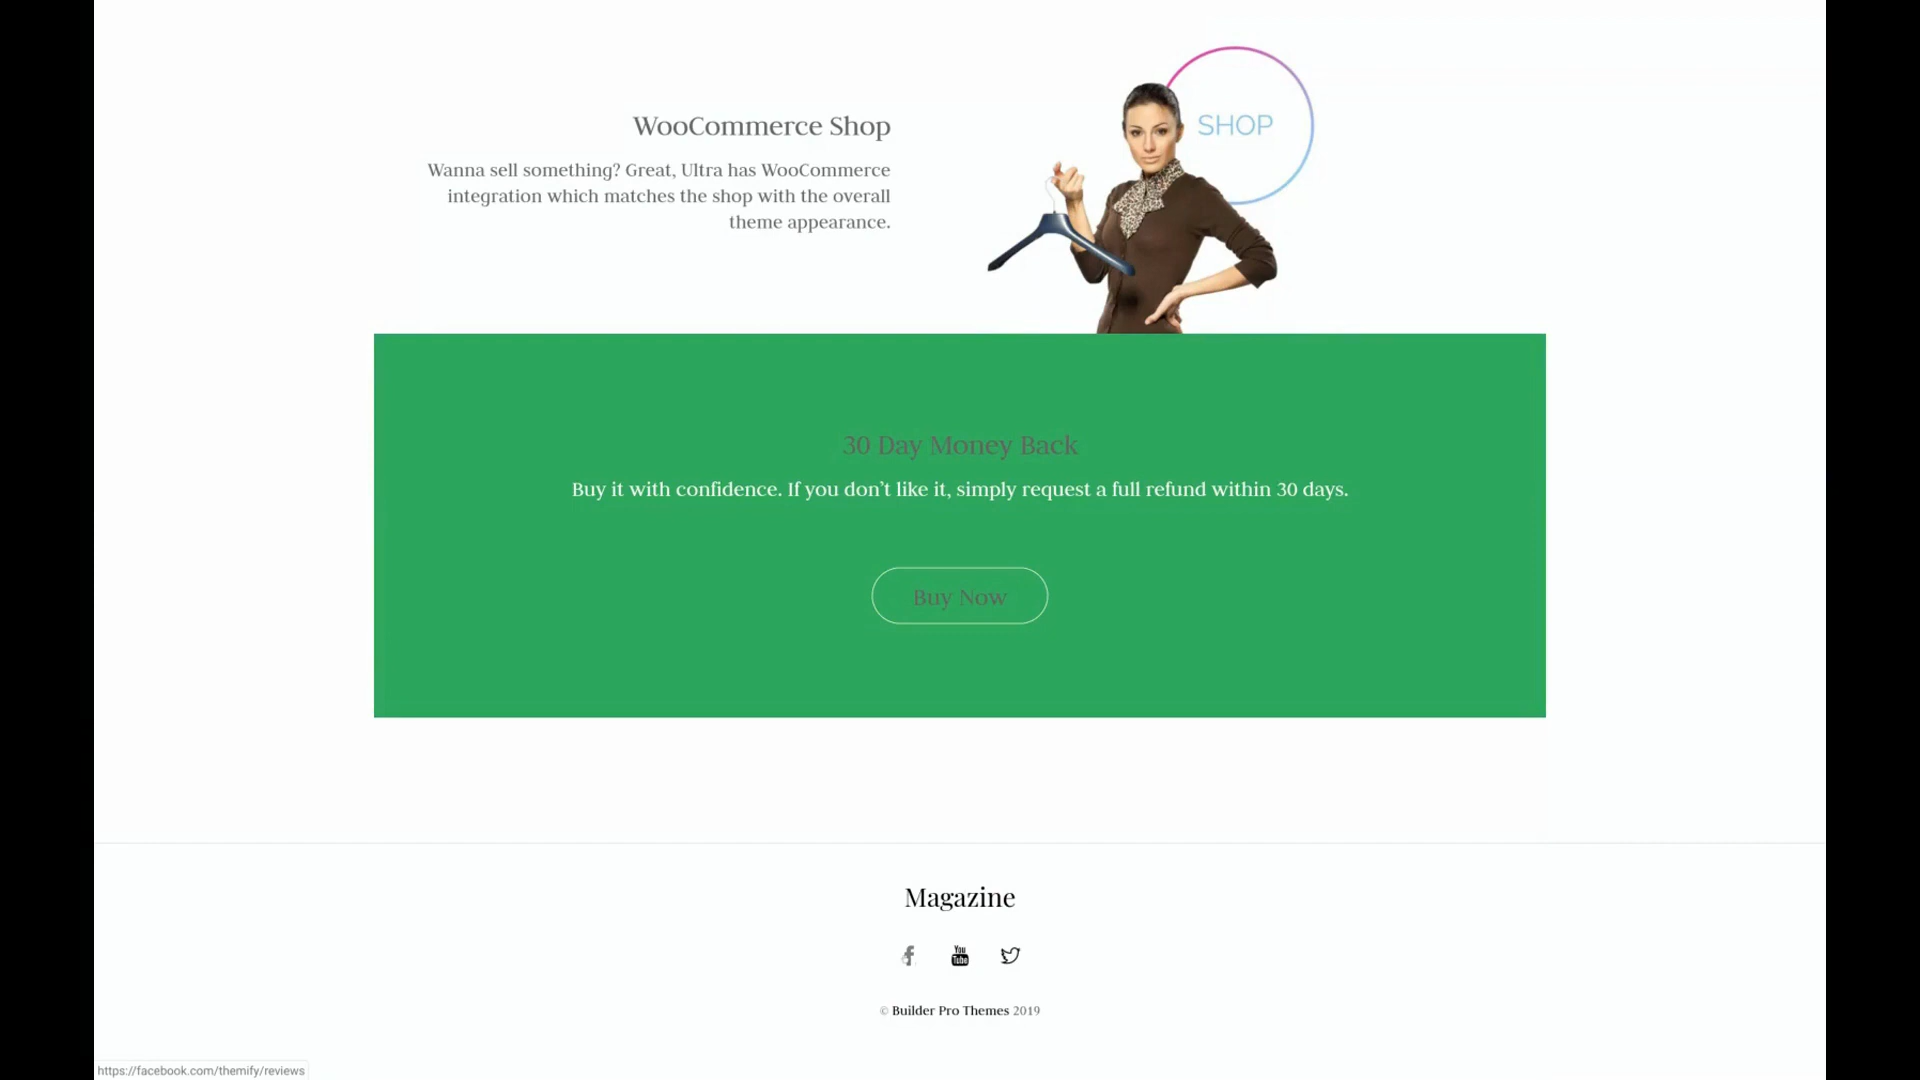 WooCommerce Shop
SHOP
Wanna sell something? Great, Ultra has WooCommerce
integration which matches the shop with the overall
theme appearance.
30 Day Money Back
Buy it with confidence. If you don’t like it, simply request a full refund within 30 days.
Buy Now
Magazine
You
Tube
© Builder Pro Themes 2019
https://facebook.com/themify/reviews